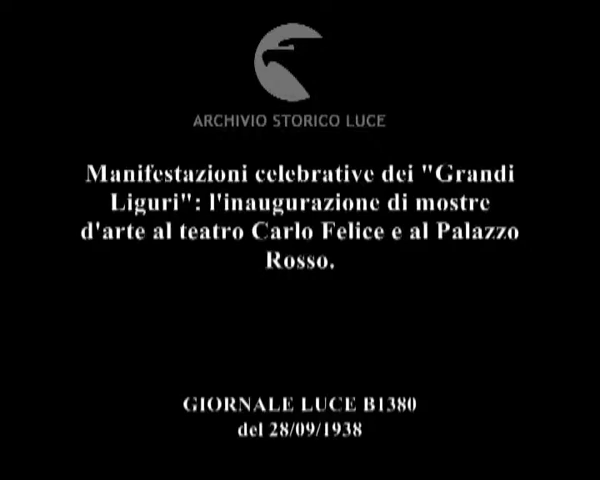 ARCHIVIO STORICO LUCE
Manifestazioni celebrative dei "Grandi
Liguri": l'inaugurazione di mostre
d'arte al teatro Carlo Felice e al Palazzo
Rosso.
GIORNALE LUCE B1380
del 28/09/1938